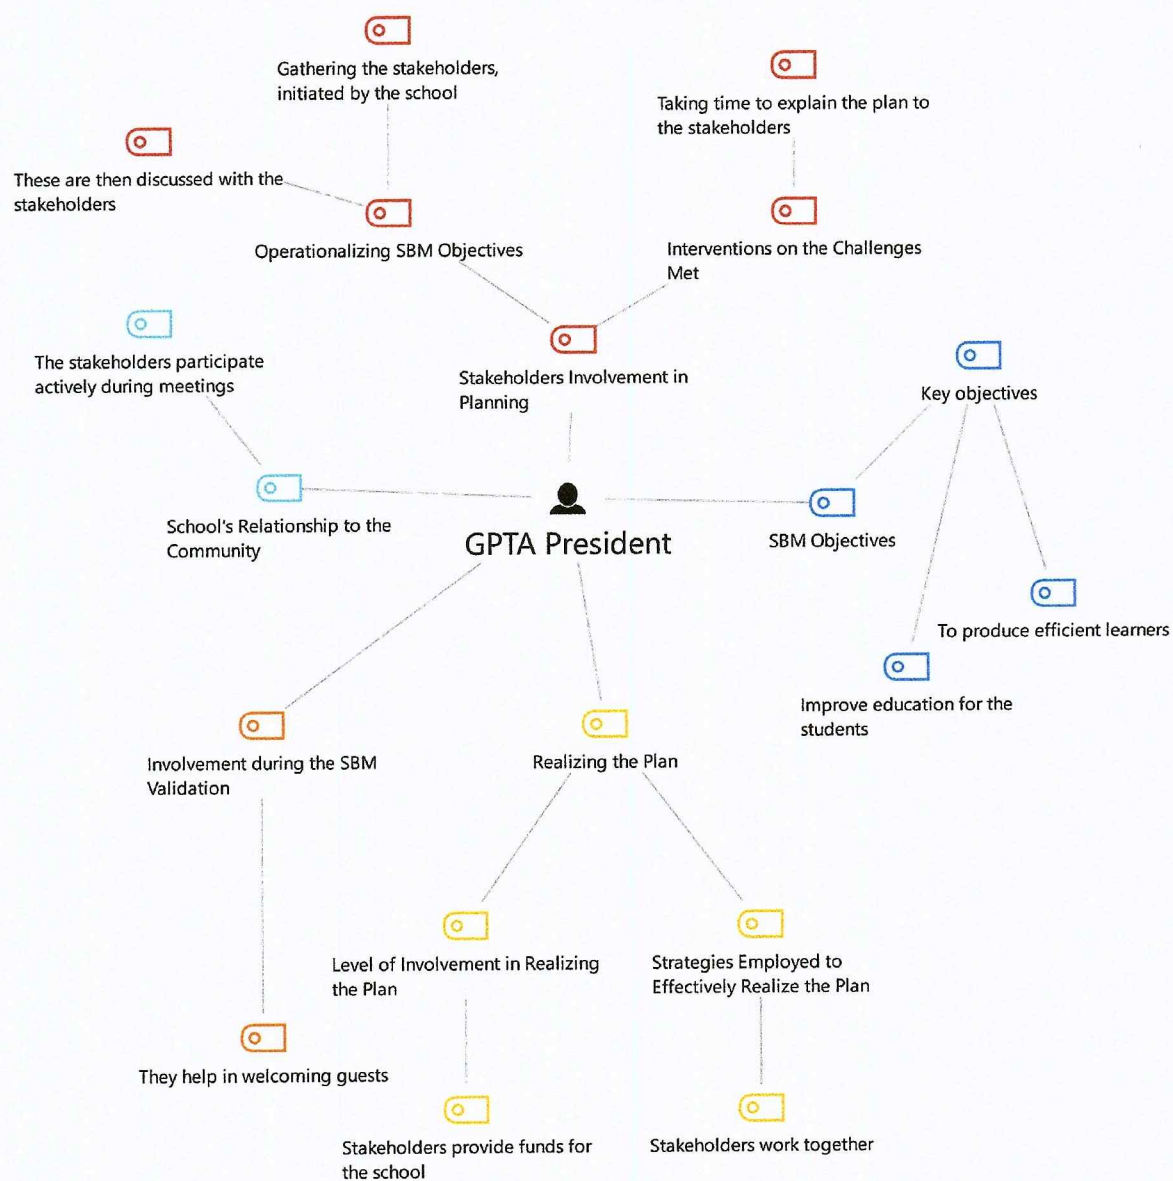 Gathering the stakeholders,
initiated by the school
Taking time to explain the plan to
the stakeholders
These are then discussed with the
stakeholders
Operationalizing SBM Objectives
Interventions on the Challenges
Met
The stakeholders participate
actively during meetings
Stakeholders Involvement in
Planning
Key objectives
School's Relationship to the
Community
GPTA President
SBM Objectives
To produce efficient learners
Improve education for the
students
Involvement during the SBM
Validation
Realizing the Plan
Level of Involvement in Realizing
the Plan
Strategies Employed to
Effectively Realize the Plan
They help in welcoming guests
Stakeholders provide funds for
the school
Stakeholders work together